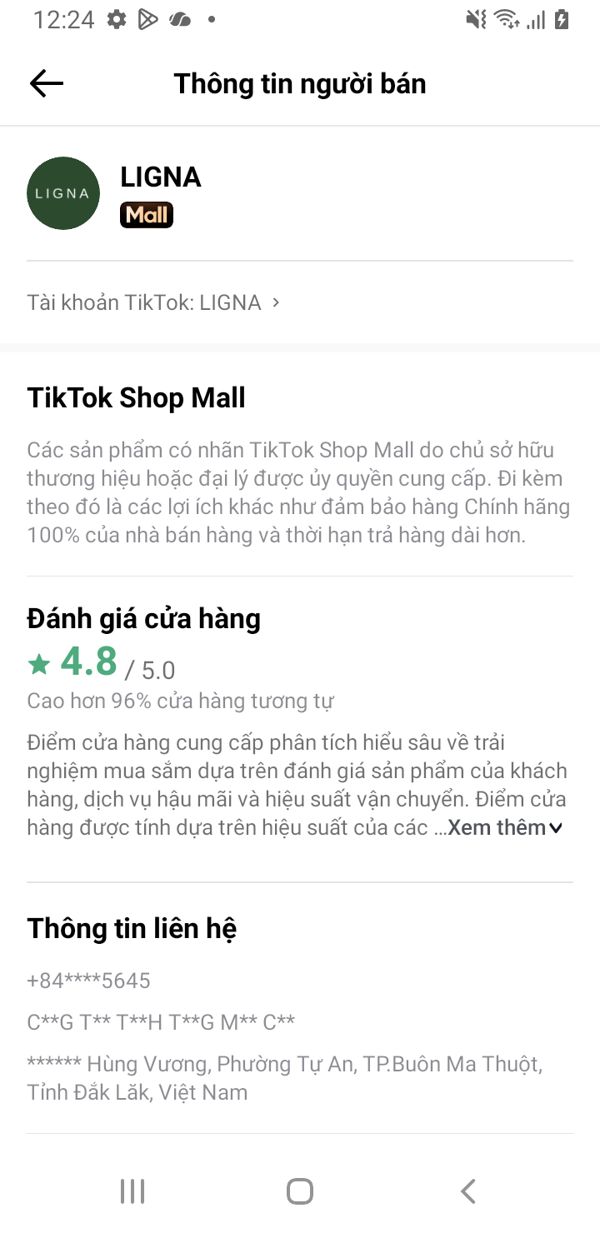 12:24
Thông tin người bán
LIGNA
LIGNA
Mall
Tài khoản TikTok: LIGNA >
TikTok Shop Mall
Các sản phẩm có nhãn TikTok Shop Mall do chủ sở hữu
thương hiệu hoặc đại lý được ủy quyền cung cấp. Đi kèm
theo đó là các lợi ích khác như đảm bảo hàng Chính hãng
100% của nhà bán hàng và thời hạn trả hàng dài hơn.
Đánh giá cửa hàng
4.8 / 5.0
Cao hơn 96% cửa hàng tương tự
Điểm cửa hàng cung cấp phân tích hiểu sâu về trải
nghiệm mua sắm dựa trên đánh giá sản phẩm của khách
hàng, dịch vụ hậu mãi và hiệu suất vận chuyển. Điểm cửa
hàng được tính dựa trên hiệu suất của các ...Xem thêm
Thông tin liên hệ
+84****5645
C**G T** T**H T**G M** C**
****** Hùng Vương, Phường Tự An, TP.Buôn Ma Thuột,
Tỉnh Đắk Lăk, Việt Nam